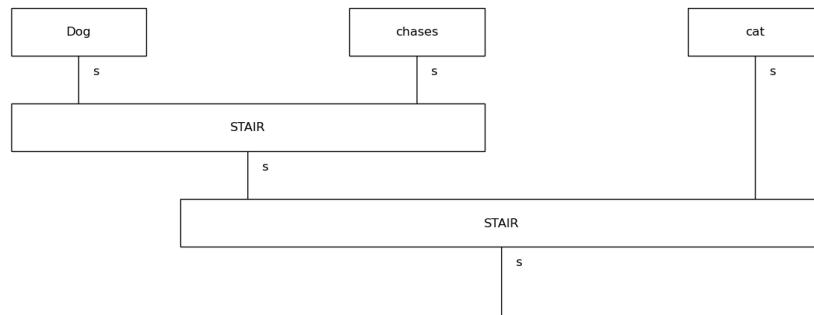 Dog chases cat
s s s
STAIR
s
STAIR
s